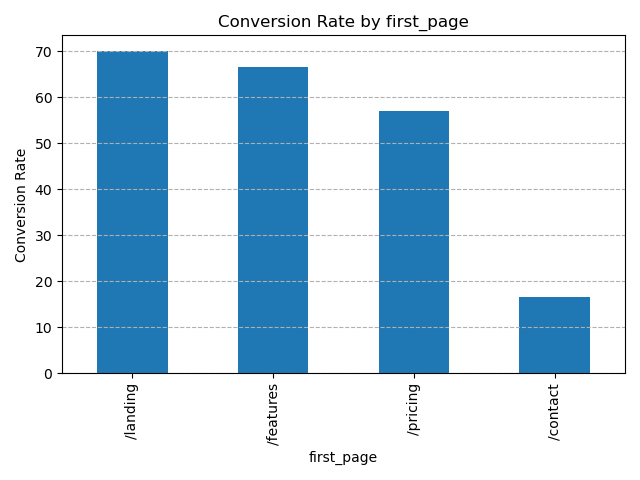 Conversion Rate by first_page
Conversion Rate
70
60
50
40
30
20
10
0
/landing
/features
/pricing
/contact
first_page